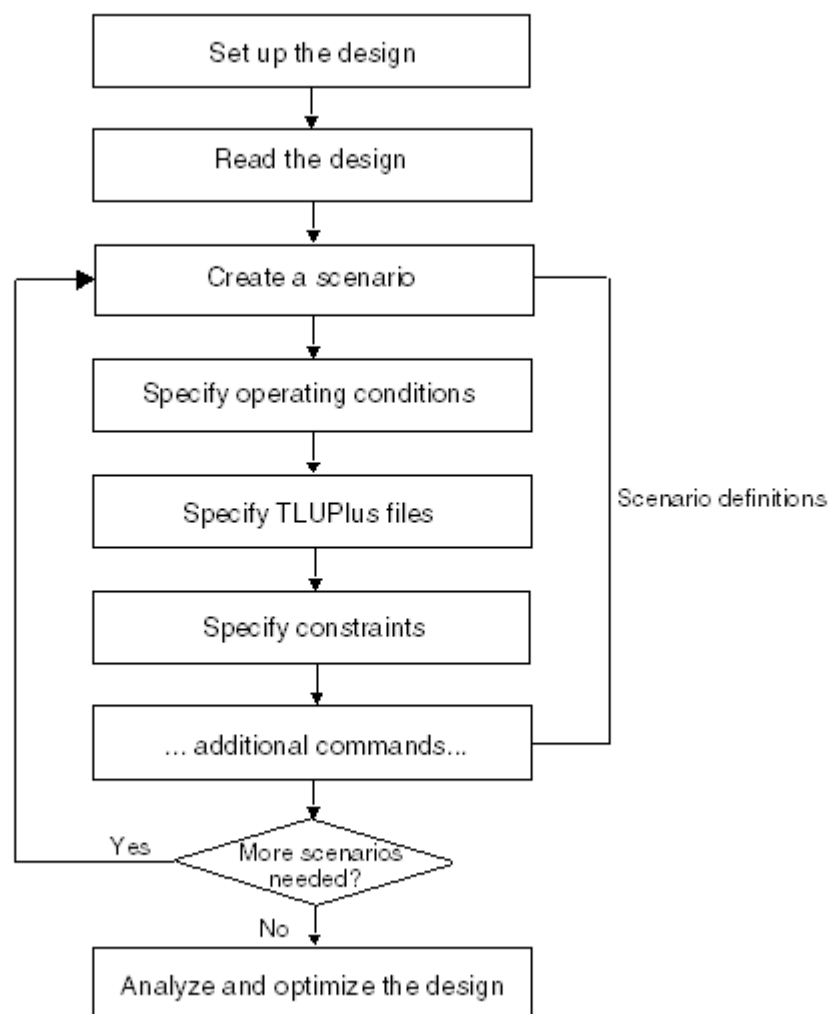 Set up the design
Read the design
Create a scenario
Specify operating conditions
Specify TLUPlus files
Scenario definitions
Specify constraints
... additional commands...
Yes
More scenarios
needed?
No
Analyze and optimize the design